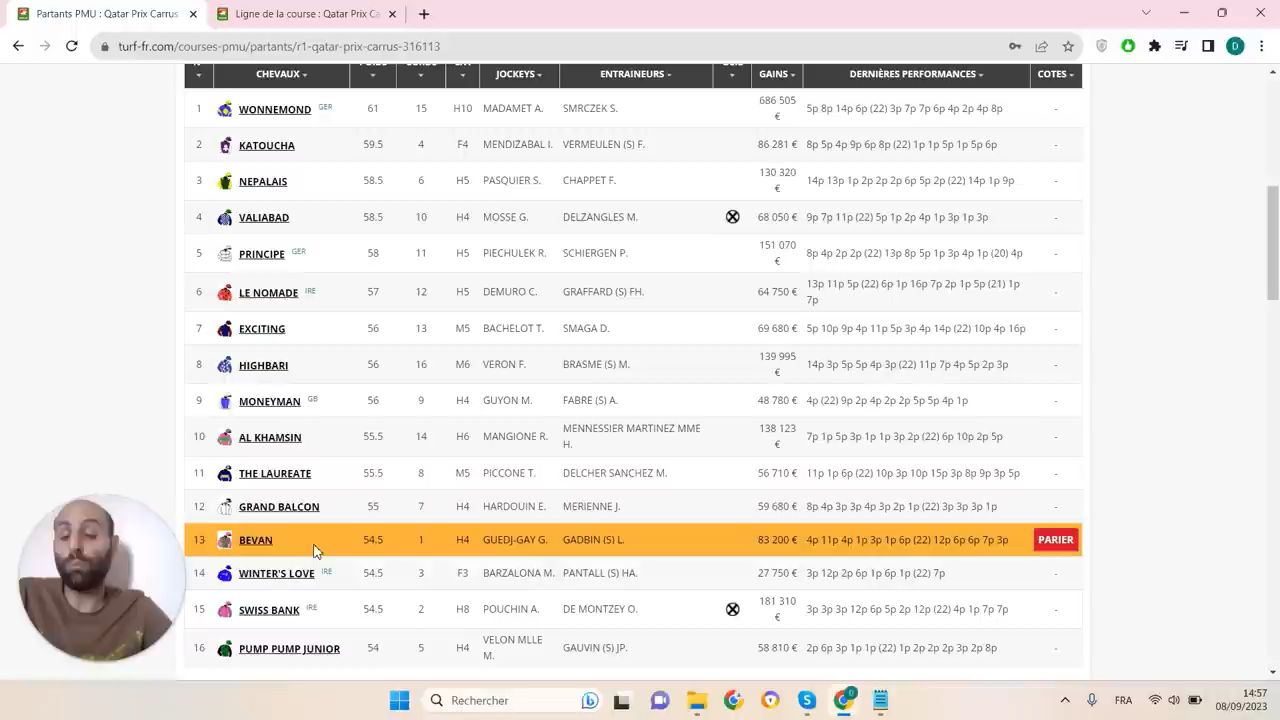 Partants PMU - Qatar Prix Carrus
Ligne de Turf - Qatar Prix Ca
turf-fr.com/courses-pmu/partants/r1-qatar-prix-carrus-316113
D
CHEVAUX JOCKEYS ENTRAINEURS GAINS DERNIÈRES PERFORMANCES COTES
1 WONNEMOND GER 61 15 H10 MADAMET A. SMRCZEK S. 686 505 € 5p 8p 14p 6p (22) 3p 7p 7p 6p 4p 2p 4p 8p -
2 KATOUCHA 59.5 4 F4 MENDIZABAL I. VERMEULEN (S) F. 86 281 € 8p 5p 4p 9p 6p 8p (22) 1p 1p 5p 1p 5p 6p -
3 NEPALAIS 58.5 6 H5 PASQUIER S. CHAPPET F. 130 320 € 14p 13p 1p 2p 2p 2p 6p 5p 2p (22) 14p 1p 9p -
4 VALIABAD 58.5 10 H4 MOSSE G. DELZANGLES M. 68 050 € 9p 7p 11p (22) 5p 1p 2p 4p 1p 3p 1p 3p -
5 PRINCIPE GER 58 11 H5 PIECHULEK R. SCHIERGEN P. 151 070 € 8p 4p 2p 2p (22) 13p 8p 5p 1p 3p 4p 1p (20) 4p -
6 LE NOMADE IRE 57 12 H5 DEMURO C. GRAFFARD (S) FH. 64 750 € 13p 11p 5p (22) 6p 1p 16p 7p 2p 1p 5p (21) 1p
7p -
7 EXCITING 56 13 M5 BACHELOT T. SMAGA D. 69 680 € 5p 10p 9p 4p 11p 5p 3p 4p 14p (22) 10p 4p 16p -
8 HIGHBARI 56 16 M6 VERON F. BRASME (S) M. 139 995 € 14p 3p 5p 5p 4p 3p (22) 11p 7p 4p 5p 2p 3p -
9 MONEYMAN GB 56 9 H4 GUYON M. FABRE (S) A. 48 780 € 4p (22) 9p 2p 4p 2p 2p 5p 5p 4p 1p -
10 AL KHAMSIN 55.5 14 H6 MANGIONE R. MENNESSIER MARTINEZ MME
H. 138 123 € 7p 1p 5p 3p 1p 1p 3p 2p (22) 6p 10p 2p 5p -
11 THE LAUREATE 55.5 8 M5 PICCONE T. DELCHER SANCHEZ M. 56 710 € 11p 1p 6p (22) 10p 3p 10p 15p 3p 8p 9p 3p 5p -
12 GRAND BALCON 55 7 H4 HARDOUIN E. MERIENNE J. 59 680 € 8p 4p 3p 3p 4p 3p 2p 1p (22) 3p 3p 3p 1p -
13 BEVAN 54.5 1 H4 GUEDJ-GAY G. GADBIN (S) L. 83 200 € 4p 11p 4p 1p 3p 1p 6p (22) 12p 6p 6p 7p 3p PARIER
14 WINTER'S LOVE IRE 54.5 3 F3 BARZALONA M. PANTALL (S) HA. 27 750 € 3p 12p 2p 6p 1p 6p 1p (22) 7p -
15 SWISS BANK IRE 54.5 2 H8 POUCHIN A. DE MONTZEY O. 181 310 € 3p 3p 3p 12p 6p 5p 2p 12p (22) 4p 1p 7p 7p -
16 PUMP PUMP JUNIOR 54 5 H4 VELON MLLE
M. GAUVIN (S) JP. 58 810 € 2p 6p 3p 1p 1p (22) 1p 2p 2p 2p 3p 2p 8p -
Rechercher
FRA
14:57
08/09/2023